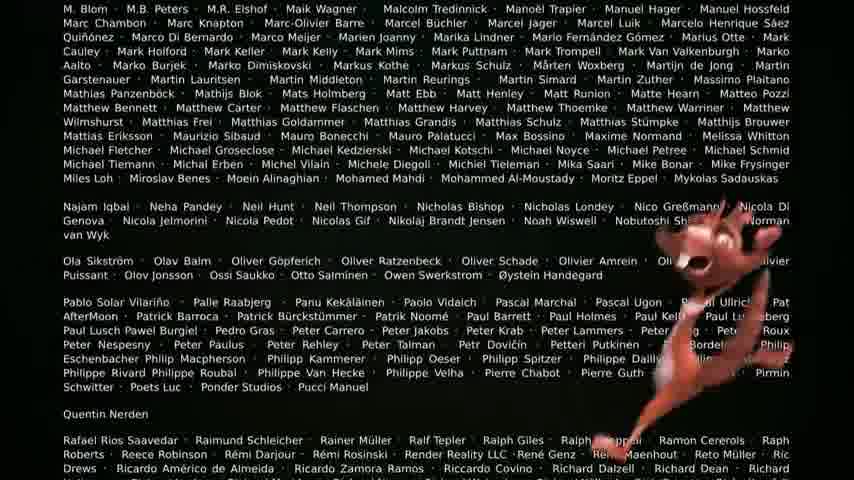 M. Blom · M.B. Peters · M.R. Elshof · Maik Wagner · Malcolm Tredinnick · Manoël Trapier · Manuel Hager · Manuel Hossfeld
Marc Chambon · Marc Knapton · Marc-Olivier Barre · Marcel Büchler · Marcel Jager · Marcel Luik · Marcelo Henrique Sáez
Quiñónez · Marco Di Bernardo · Marco Meijer · Marien Joanny · Marika Lindner · Mario Fernández Gómez · Marius Otte · Mark
Cauley · Mark Holford · Mark Keller · Mark Kelly · Mark Mims · Mark Puttnam · Mark Trompell · Mark Van Valkenburgh · Marko
Aalto · Marko Burjek · Marko Dimiskovski · Markus Kothe · Markus Schulz · Mårten Woxberg · Martijn de Jong · Martin
Garstenauer · Martin Lauritsen · Martin Middleton · Martin Reurings · Martin Simard · Martin Zuther · Massimo Plaitano
Mathias Panzenböck · Mathijs Blok · Mats Holmberg · Matt Ebb · Matt Henley · Matt Runion · Matte Hearn · Matteo Pozzi
Matthew Bennett · Matthew Carter · Matthew Flaschen · Matthew Harvey · Matthew Thoemke · Matthew Warriner · Matthew
Wilmshurst · Matthias Frei · Matthias Goldammer · Matthias Grandis · Matthias Schulz · Matthias Stümpke · Matthijs Brouwer
Mattias Eriksson · Maurizio Sibaud · Mauro Bonecchi · Mauro Palatucci · Max Bossino · Maxime Normand · Melissa Whitton
Michael Fletcher · Michael Groseclose · Michael Kedzierski · Michael Kotschi · Michael Noyce · Michael Petree · Michael Schmid
Michael Tiemann · Michal Erben · Michel Vilain · Michele Diegoli · Michiel Tieleman · Mika Saari · Mike Bonar · Mike Frysinger
Miles Loh · Miroslav Benes · Moein Alinaghian · Mohamed Mahdi · Mohammed Al-Moustady · Moritz Eppel · Mykolas Sadauskas
Najam Iqbai · Neha Pandey · Neil Hunt · Neil Thompson · Nicholas Bishop · Nicholas Londey · Nico Greßmann · Nicola Di
Genova · Nicola Jelmorini · Nicola Pedot · Nicolas Gif · Nikolaj Brandt Jensen · Noah Wiswell · Nobutoshi Norman
van Wyk
Ola Sikström · Olav Balm · Oliver Göpferich · Oliver Ratzenbeck · Oliver Schade · Olivier Amrein
Puissant · Olov Jonsson · Ossi Saukko · Otto Salminen · Owen Swerkstrom · Øystein Handegard
Pablo Solar Vilariño · Palle Raabjerg · Panu Kekäläinen · Paolo Vidaich · Pascal Marchal · Pascal Ugon · Pat
AfterMoon · Patrick Barroca · Patrick Bürckstümmer · Patrik Noomé · Paul Barrett · Paul Holmes · Paul
Paul Lusch Pawel Burgiel · Pedro Gras · Peter Carrero · Peter Jakobs · Peter Krab · Peter Lammers · Roux
Peter Nespesny · Peter Paulus · Peter Rehley · Peter Talman · Petr Dovičín · Petteri Putkinen · Philip
Eschenbacher Philip Macpherson · Philipp Kammerer · Philipp Oeser · Philipp Spitzer · Philippe
Philippe Rivard Philippe Roubal · Philippe Van Hecke · Philippe Velha · Pierre Chabot · Pierre Guth · Pirmin
Schwitter · Poets Luc · Ponder Studios · Pucci Manuel
Quentin Nerden
Rafael Rios Saavedar · Raimund Schleicher · Rainer Müller · Ralf Tepler · Ralph Giles · Ralph · Ramon Cererols · Raph
Roberts · Reece Robinson · Rémi Darjour · Rémi Rosinski · Render Reality LLC · René Genz · Maenhout · Reto Müller · Ric
Drews · Ricardo Américo de Almeida · Ricardo Zamora Ramos · Riccardo Covino · Richard Dalzell · Richard Dean · Richard